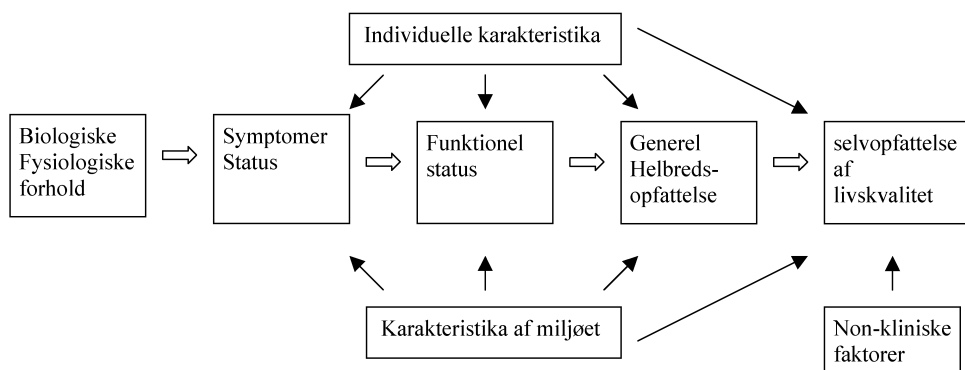 Individuelle karakteristika
Biologiske
Fysiologiske
forhold
Symptomer
Status
Funktionel
status
Generel
Helbreds-
opfattelse
selvopfattelse
af
livskvalitet
Karakteristika af miljøet
Non-kliniske
faktorer